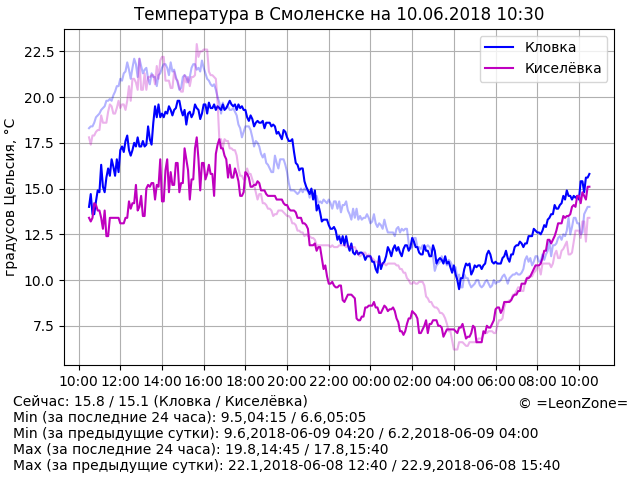 Температура в Смоленске на 10.06.2018 10:30
Кловка
Киселёвка
градусов Цельсия, °C
22.5
20.0
17.5
15.0
12.5
10.0
7.5
10:00 12:00 14:00 16:00 18:00 20:00 22:00 00:00 02:00 04:00 06:00 08:00 10:00
Сейчас: 15.8 / 15.1 (Кловка / Киселёвка)
© =LeonZone=
Min (за последние 24 часа): 9.5,04:15 / 6.6,05:05
Min (за предыдущие сутки): 9.6,2018-06-09 04:20 / 6.2,2018-06-09 04:00
Max (за последние 24 часа): 19.8,14:45 / 17.8,15:40
Max (за предыдущие сутки): 22.1,2018-06-08 12:40 / 22.9,2018-06-08 15:40